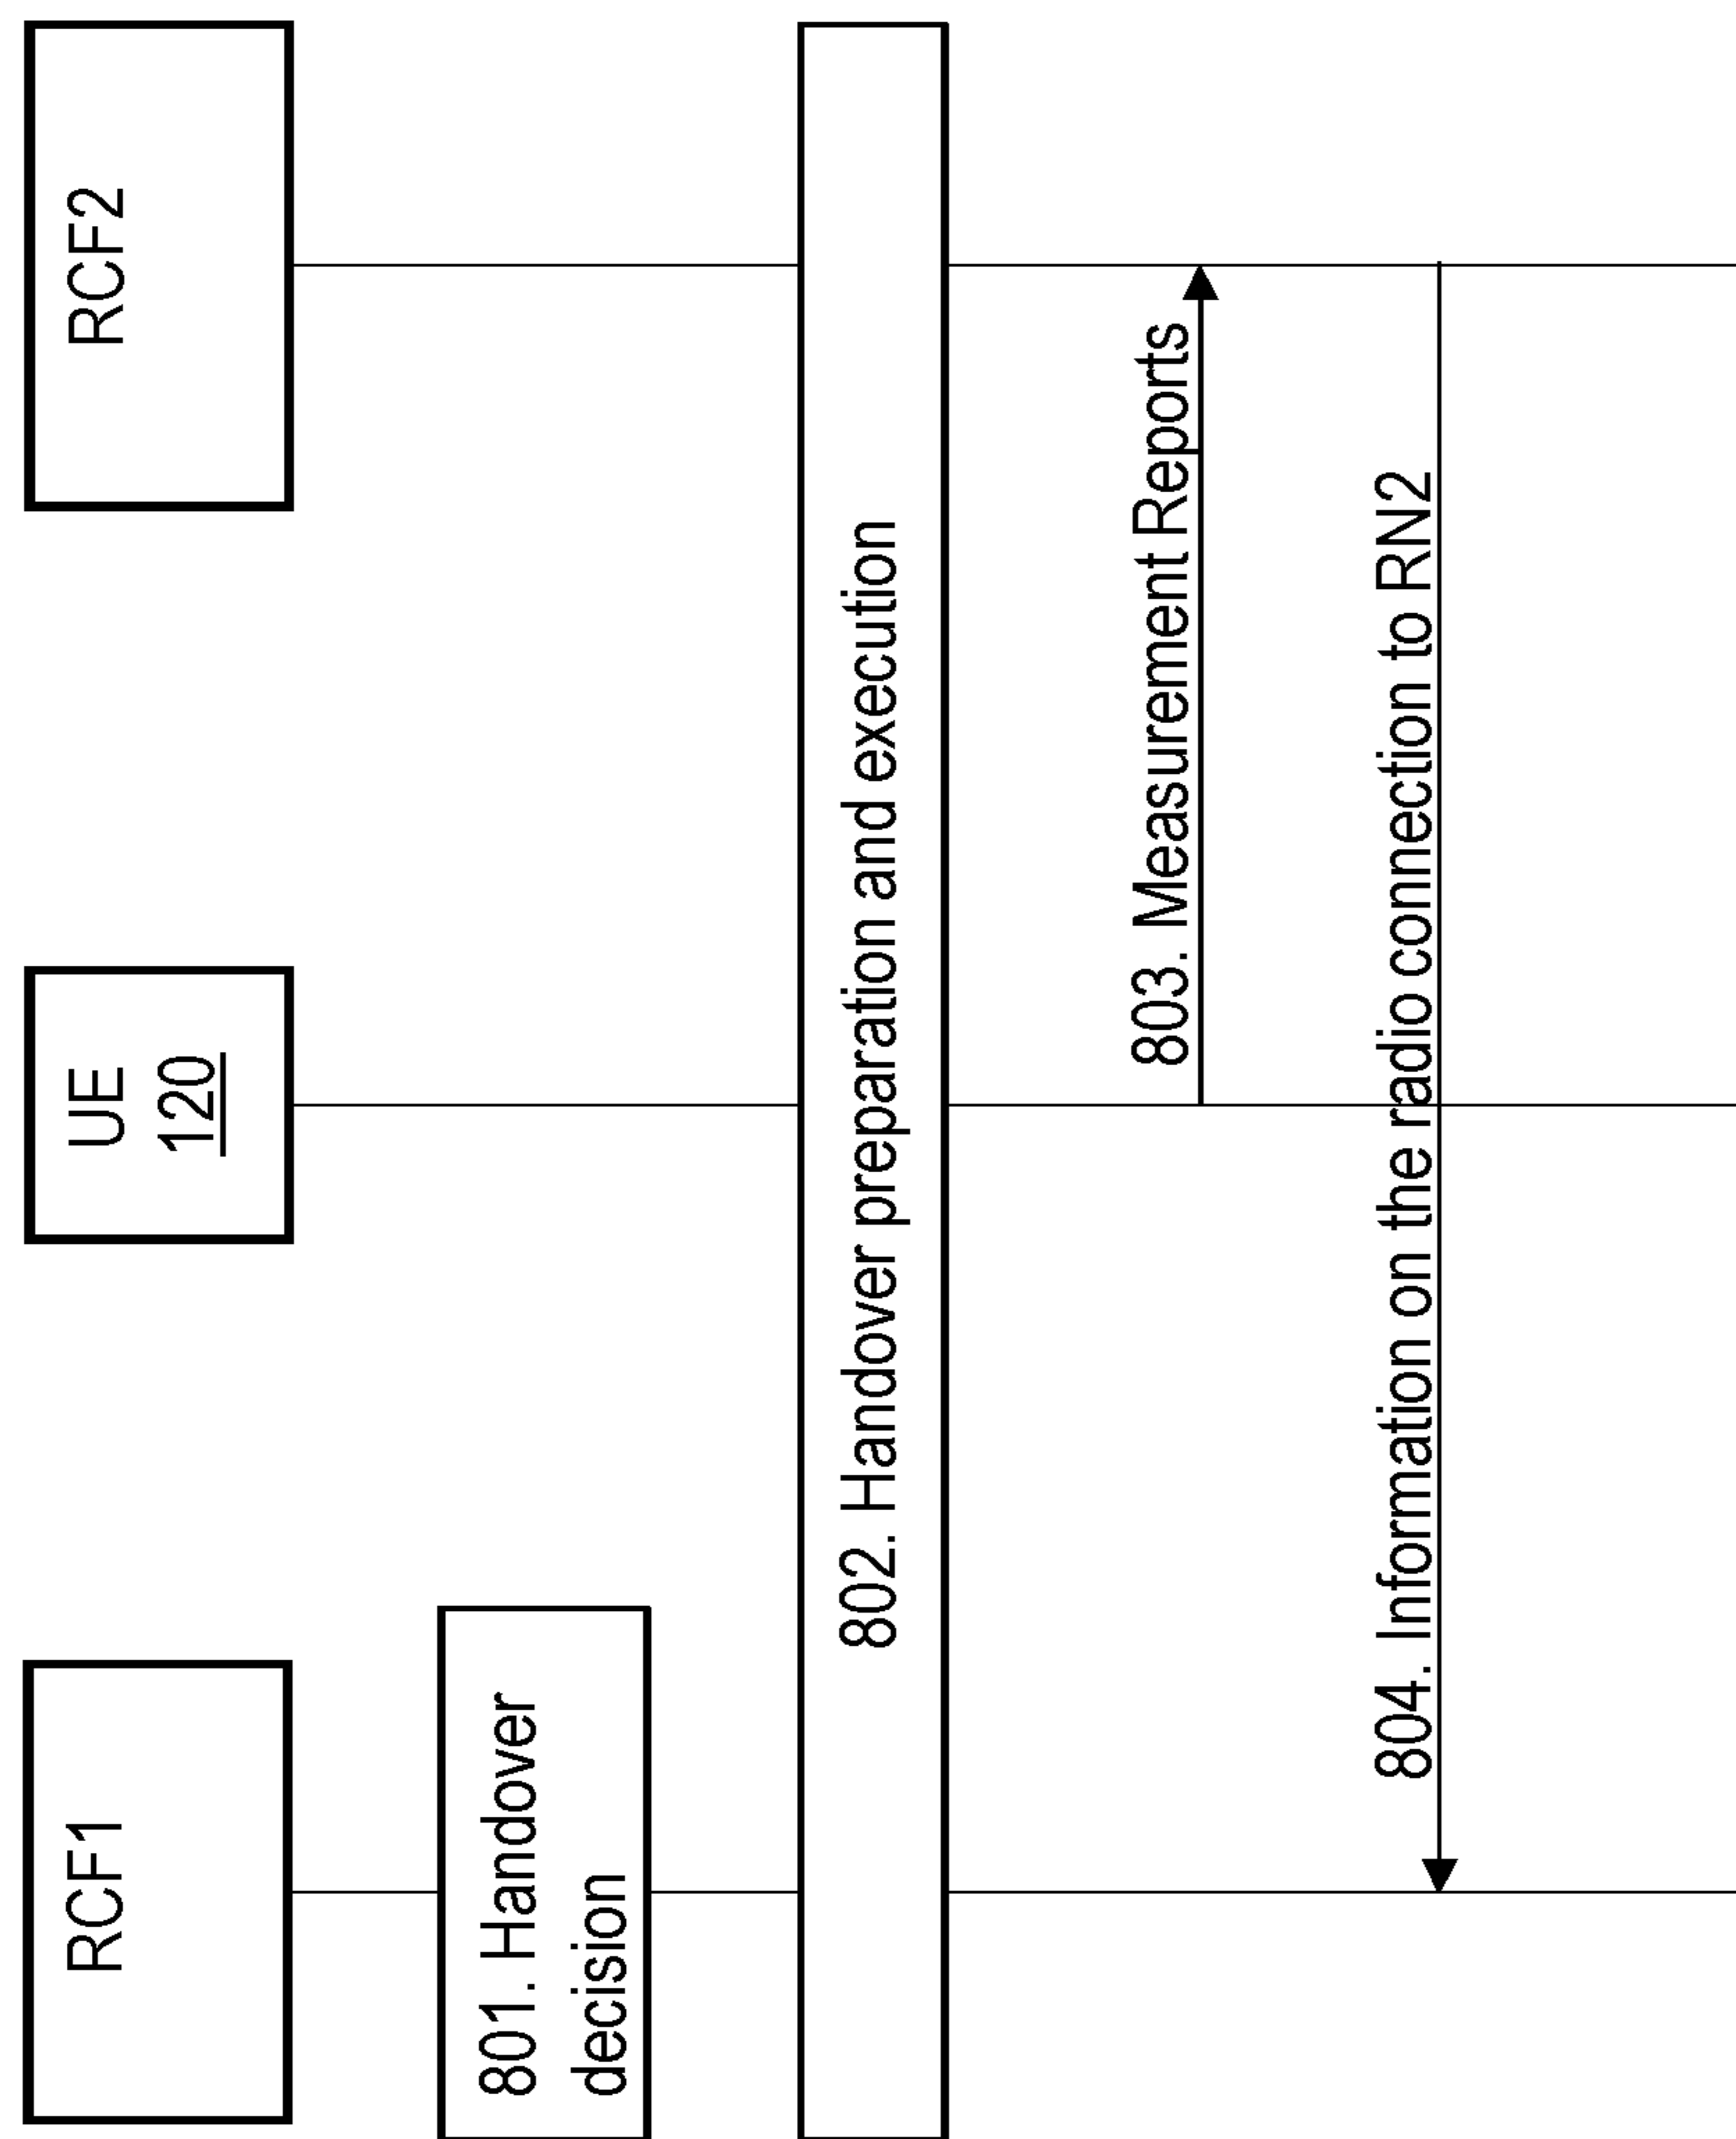 RCF1
UE
120
RCF2
801. Handover
decision
802. Handover preparation and execution
803. Measurement Reports
804. Information on the radio connection to RN2